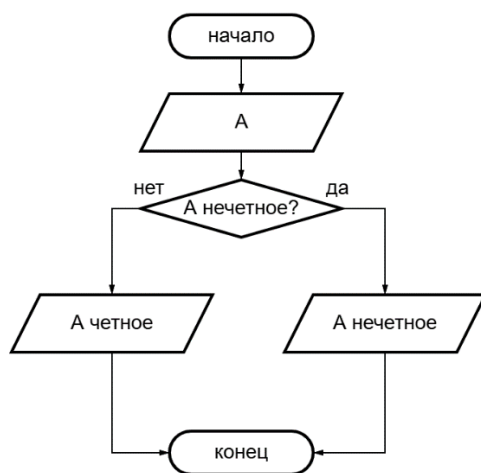 начало
А
нет
да
А нечетное?
А четное
А нечетное
конец